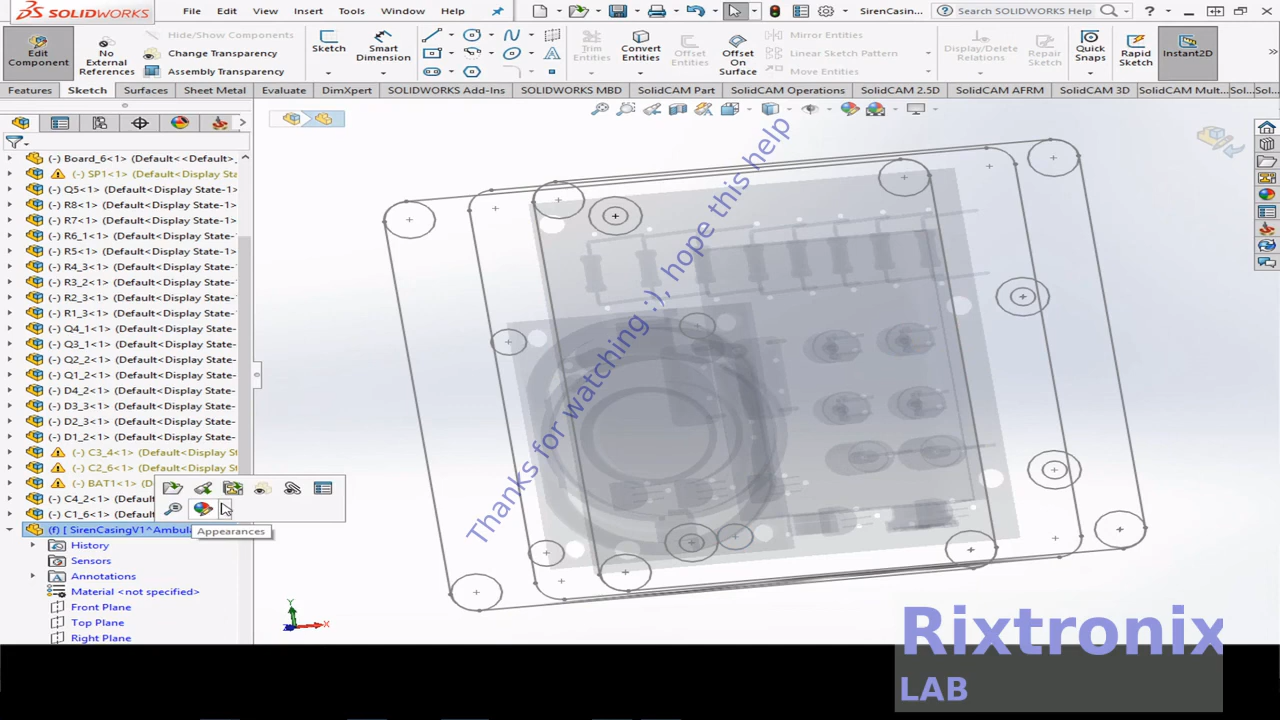 SOLIDWORKS
File
Edit
View
Insert
Tools
Window
Help
SirenCasin...
Search SOLIDWORKS Help
Edit Component
No External References
Hide/Show Components
Change Transparency
Assembly Transparency
Sketch
Smart Dimension
Trim Entities
Convert Entities
Offset Entities
Offset On Surface
Mirror Entities
Linear Sketch Pattern
Move Entities
Display/Delete Relations
Repair Sketch
Quick Snaps
Rapid Sketch
Instant2D
Features
Sketch
Surfaces
Sheet Metal
Evaluate
DimXpert
SOLIDWORKS Add-Ins
SOLIDWORKS MBD
SolidCAM Part
SolidCAM Operations
SolidCAM 2.5D
SolidCAM AFRM
SolidCAM 3D
SolidCAM Mult...
Sol...
Sol...
(-) Board_6<1> (Default<<Default>
(-) SP1<1> (Default<Display Sta
(-) Q5<1> (Default<Display State-1>
(-) R8<1> (Default<Display State-1>
(-) R7<1> (Default<Display State-1>
(-) R6_1<1> (Default<Display State-
(-) R5<1> (Default<Display State-1>
(-) R4_3<1> (Default<Display State-
(-) R3_2<1> (Default<Display State-
(-) R2_3<1> (Default<Display State-
(-) R1_3<1> (Default<Display State-
(-) Q4_1<1> (Default<Display State-
(-) Q3_1<1> (Default<Display State-
(-) Q2_2<1> (Default<Display State-
(-) Q1_2<1> (Default<Display State-
(-) D4_2<1> (Default<Display State-
(-) D3_3<1> (Default<Display State-
(-) D2_3<1> (Default<Display State-
(-) D1_2<1> (Default<Display State-
(-) C3_4<1> (Default<Display St
(-) C2_6<1> (Default<Display St
(-) BAT1<1> (
(-) C4_2<1> (Defau
(-) C1_6<1> (Defau
(f) [ SirenCasingV1^Ambula
Appearances
History
Sensors
Annotations
Material <not specified>
Front Plane
Top Plane
Right Plane
Thanks for watching :), hope this help
Y
X
Z
Rixtronix
LAB